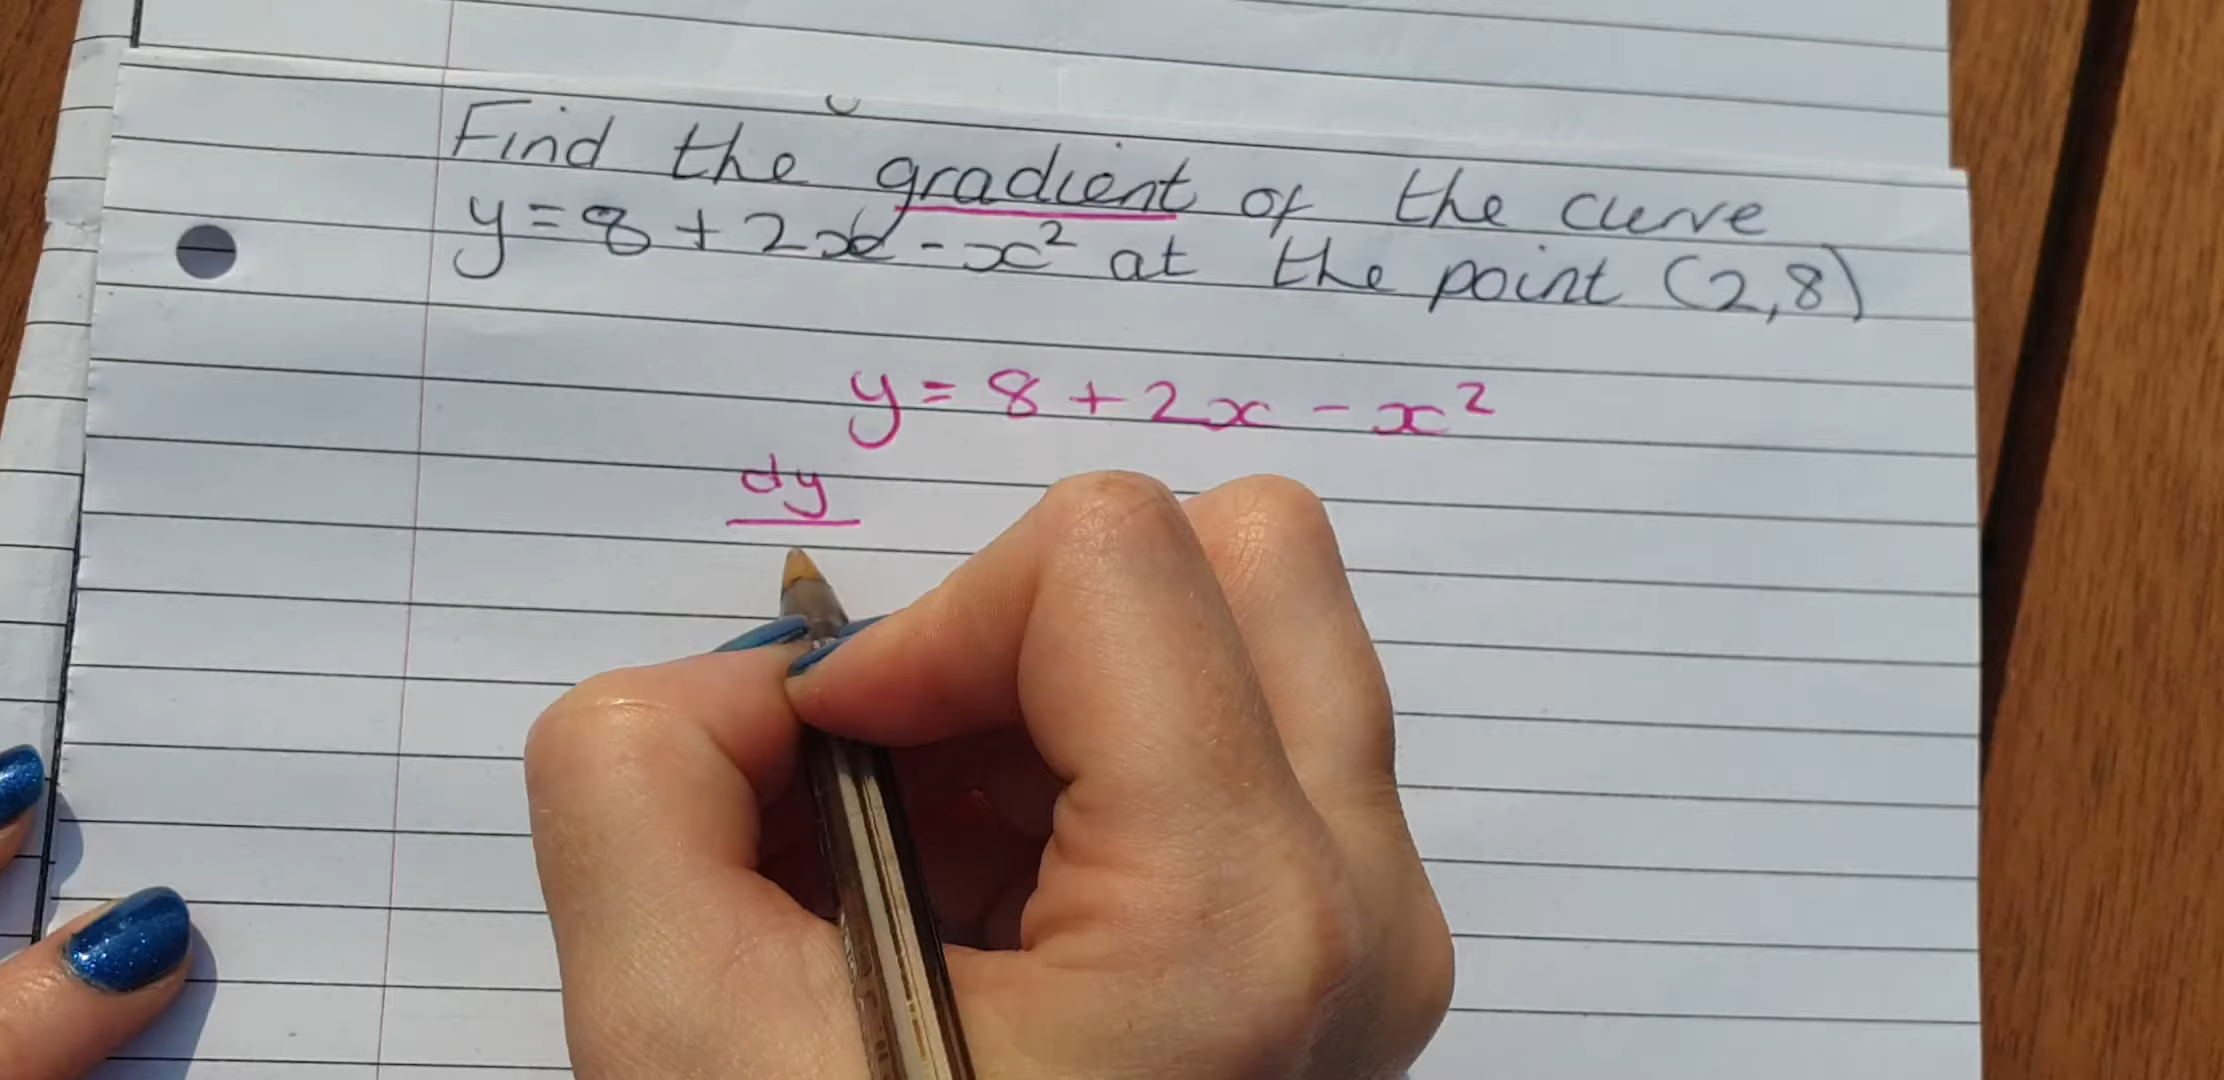 Find the gradient of the curve
y = 8 + 2x - x² at the point (2,8)
y = 8 + 2x - x²
dy